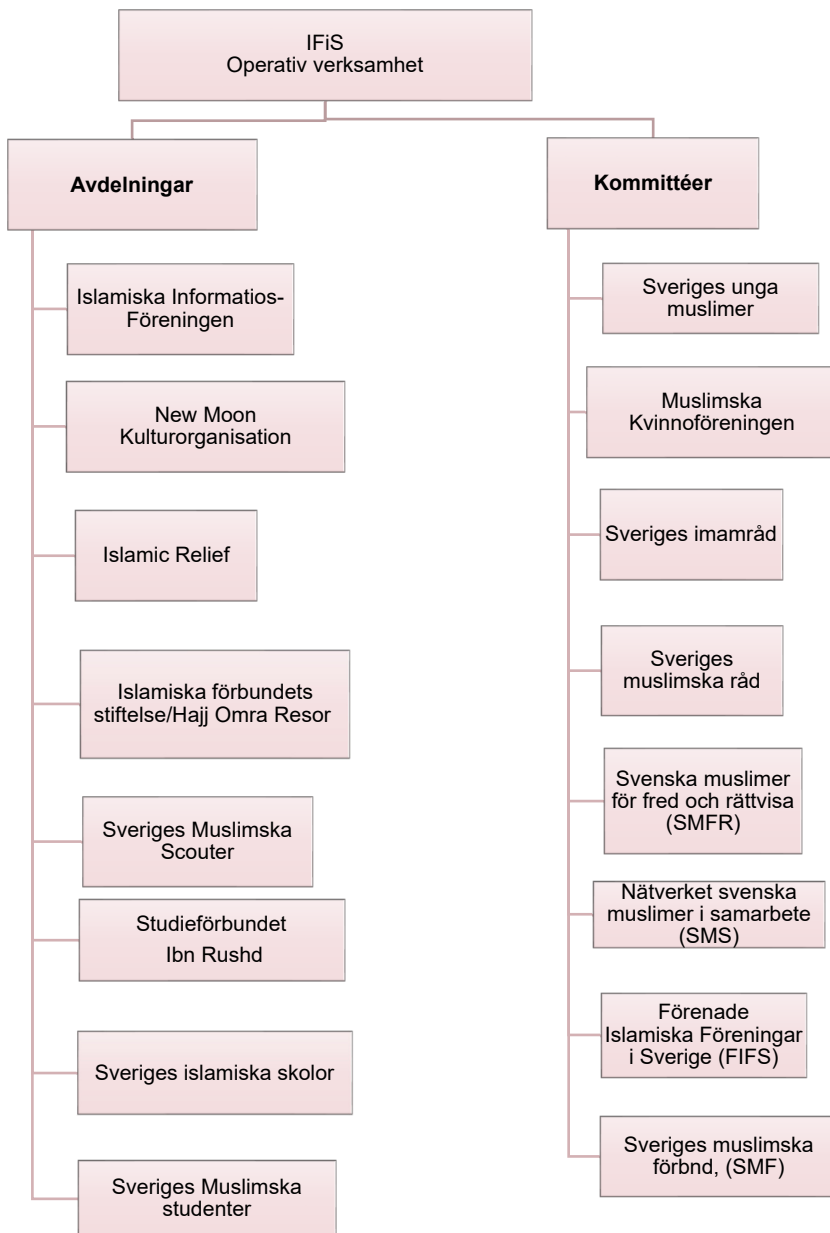 IFiS
Operativ verksamhet
Avdelningar
Islamiska Informatios-
Föreningen
New Moon
Kulturorganisation
Islamic Relief
Islamiska förbundets
stiftelse/Hajj Omra Resor
Sveriges Muslimska
Scouter
Studieförbundet
Ibn Rushd
Sveriges islamiska skolor
Sveriges Muslimska
studenter
Kommittéer
Sveriges unga
muslimer
Muslimska
Kvinnoföreningen
Sveriges imamråd
Sveriges
muslimska råd
Svenska muslimer
för fred och rättvisa
(SMFR)
Nätverket svenska
muslimer i samarbete
(SMS)
Förenade
Islamiska Föreningar
i Sverige (FIFS)
Sveriges muslimska
förbnd, (SMF)